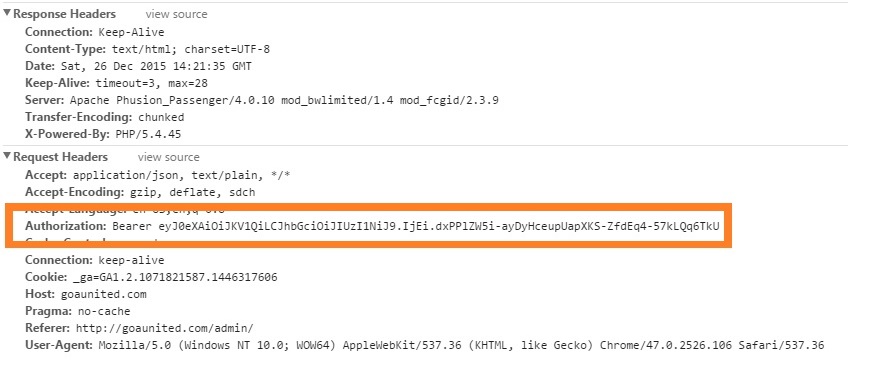 Response Headers view source
Connection: Keep-Alive
Content-Type: text/html; charset=UTF-8
Date: Sat, 26 Dec 2015 14:21:35 GMT
Keep-Alive: timeout=3, max=28
Server: Apache Phusion_Passenger/4.0.10 mod_bwlimited/1.4 mod_fcgid/2.3.9
Transfer-Encoding: chunked
X-Powered-By: PHP/5.4.45
Request Headers view source
Accept: application/json, text/plain, */*
Accept-Encoding: gzip, deflate, sdch
Accept-Language:
Authorization: Bearer eyJ0eXAiOiJKV1QiLCJhbGciOiJIUzI1NiJ9.IjEi.dxPPlZW5i-ayDyHceupUapXKS-ZfdEq4-57kLQq6TkU
Connection: keep-alive
Cookie: _ga=GA1.2.1071821587.1446317606
Host: goaunited.com
Pragma: no-cache
Referer: http://goaunited.com/admin/
User-Agent: Mozilla/5.0 (Windows NT 10.0; WOW64) AppleWebKit/537.36 (KHTML, like Gecko) Chrome/47.0.2526.106 Safari/537.36